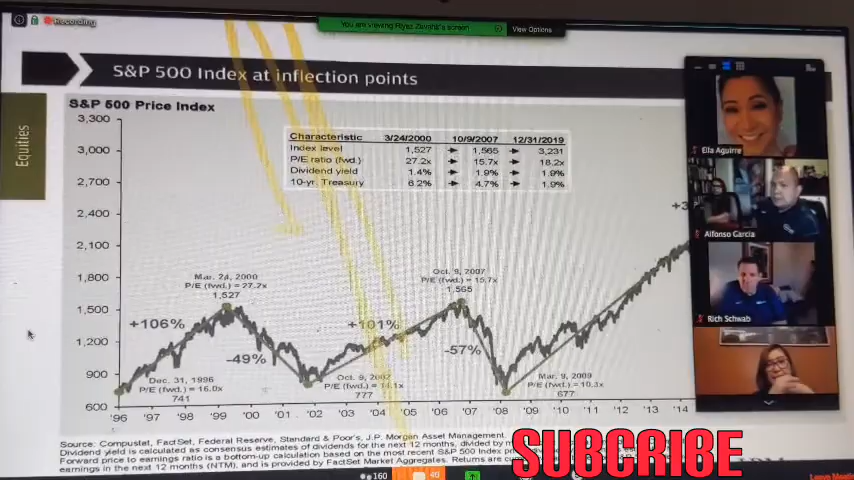 Recording
You are viewing Riyaz Zivinfar's screen
View Options
S&P 500 Index at inflection points
Equities
S&P 500 Price Index
3,300
3,000
2,700
2,400
2,100
1,800
1,500
1,200
900
600
Characteristic 3/24/2000 10/9/2007 12/31/2019
Index level 1,527 1,565 3,231
P/E ratio (fwd.) 27.2x 15.7x 18.2x
Dividend yield 1.4% 1.9% 1.9%
10-yr. Treasury 6.2% 4.7% 1.9%
Mar. 24, 2000
P/E (fwd.) = 27.2x
1,527
Oct. 9, 2007
P/E (fwd.) = 15.7x
1,565
+106%
-49%
+101%
-57%
Dec. 31, 1996
P/E (fwd.) = 16.0x
741
Oct. 9, 2002
P/E (fwd.) = 14.1x
777
Mar. 9, 2009
P/E (fwd.) = 10.3x
677
'96 '97 '98 '99 '00 '01 '02 '03 '04 '05 '06 '07 '08 '09 '10 '11 '12 '13 '14
Ella Aguirre
Alfonso Garcia
Rich Schwab
Source: Compustat, FactSet, Federal Reserve, Standard & Poor's, J.P. Morgan Asset Management.
Dividend yield is calculated as consensus estimates of dividends for the next 12 months, divided by most
Forward price to earnings ratio is a bottom-up calculation based on the most recent S&P 500 Index
earnings in the next 12 months (NTM), and is provided by FactSet Market Aggregates. Returns are
SUBCRIBE
160
40
Leave Meeting